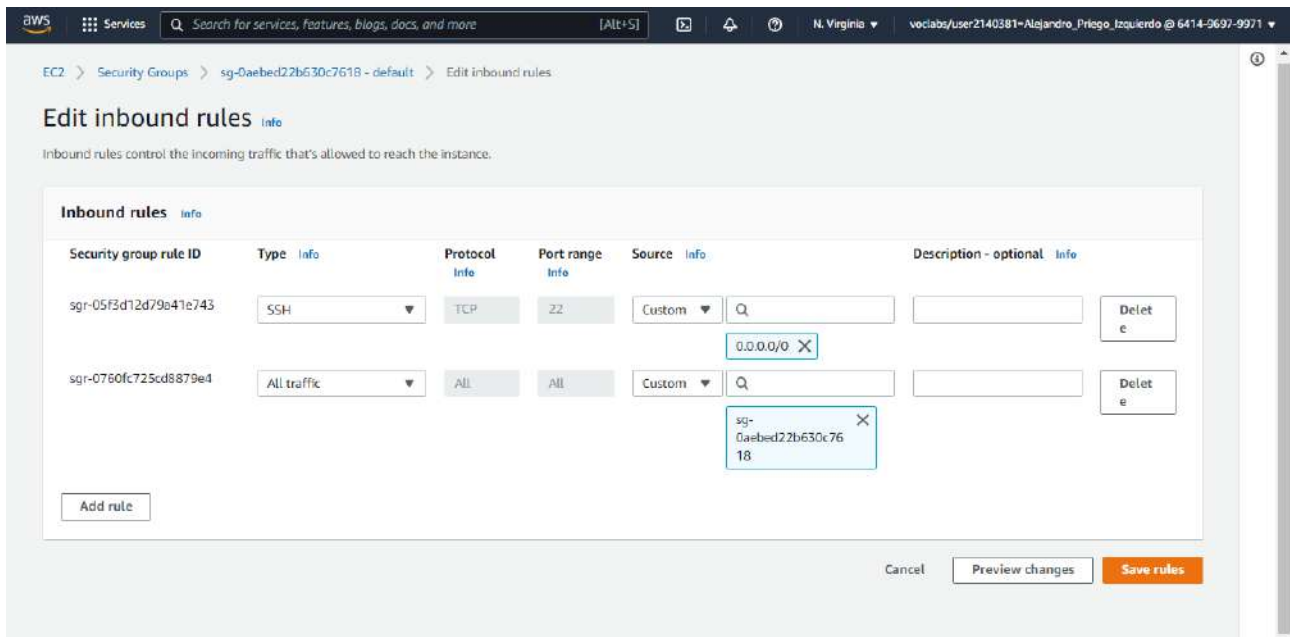 aws Services Search for services, features, blogs, docs, and more [Alt+S] N. Virginia voclabs/user2140381=Alejandro_Priego_Izquierdo @ 6414-9697-9971
EC2 > Security Groups > sg-0aebed22b630c7618 - default > Edit inbound rules
Edit inbound rules Info
Inbound rules control the incoming traffic that's allowed to reach the instance.
Inbound rules Info
Security group rule ID Type Info Protocol Info Port range Info Source Info Description - optional Info
sgr-05f3d12d79a41e743 SSH TCP 22 Custom Delet
e
0.0.0.0/0
sgr-0760fc725cd8879e4 All traffic All All Custom Delet
e
sg-
0aebed22b630c76
18
Add rule
Cancel Preview changes Save rules